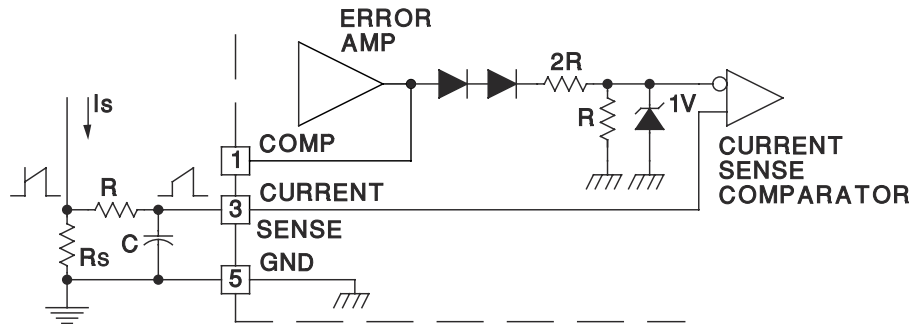 ERROR
AMP
2R
Is
R
1V
1 COMP
CURRENT
SENSE
COMPARATOR
R
3 CURRENT
SENSE
Rs
C
5 GND